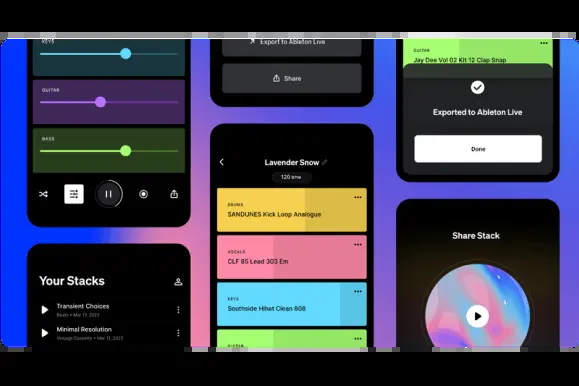 KEYS
GUITAR
BASS
Your Stacks
Transient Choices
Beats • Mar 17, 2023
Minimal Resolution
Vintage Cassette • Mar 17, 2023
Export to Ableton Live
Share
Lavender Snow
120 BPM
DRUMS
SANDUNES Kick Loop Analogue
VOCALS
CLF 85 Lead 303 Em
KEYS
Southside Hihat Clean 808
GUITAR
GUITAR
Jay Dee Vol 02 Kit 12 Clap Snap
Exported to Ableton Live
Done
Share Stack